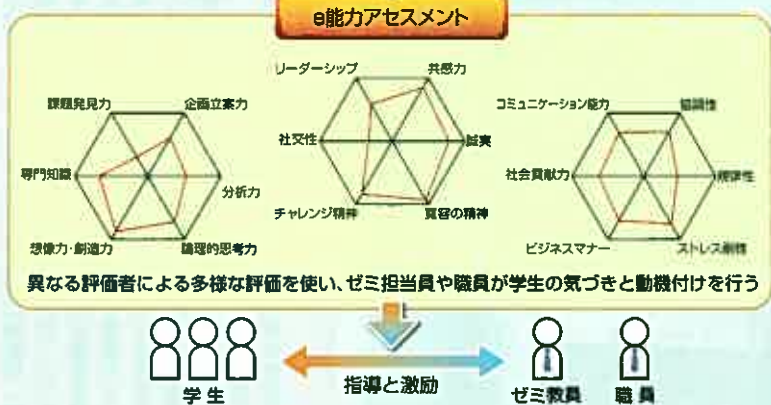 e能力アセスメント
課題発見力
企画立案力
専門知識
分析力
想像力・創造力
論理的思考力
リーダーシップ
共感力
社交性
誠実
チャレンジ精神
寛容の精神
コミュニケーション能力
協調性
社会貢献力
規律性
ビジネスマナー
ストレス耐性
異なる評価者による多様な評価を使い、ゼミ担当員や職員が学生の気づきと動機付けを行う
学生
指導と激励
ゼミ教員
職員